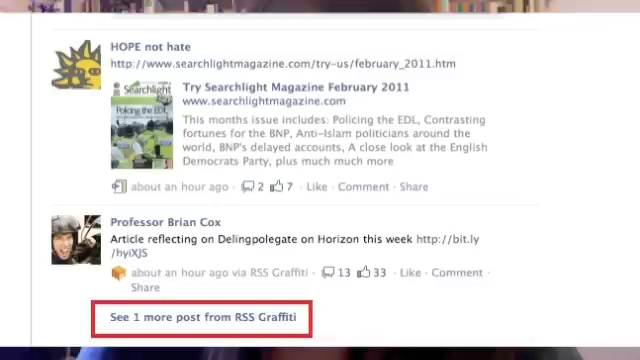 HOPE not hate
http://www.searchlightmagazine.com/try-us/february_2011.htm
Searchlight
Policing the EDL
Try Searchlight Magazine February 2011
www.searchlightmagazine.com
This months issue includes: Policing the EDL, Contrasting
fortunes for the BNP, Anti-Islam politicians around the
world, BNP's delayed accounts, A close look at the English
Democrats Party, plus much much more
about an hour ago · 2 7 · Like · Comment · Share
Professor Brian Cox
Article reflecting on Delingpolegate on Horizon this week http://bit.ly
/hyiXJS
about an hour ago via RSS Graffiti · 13 33 · Like · Comment ·
Share
See 1 more post from RSS Graffiti